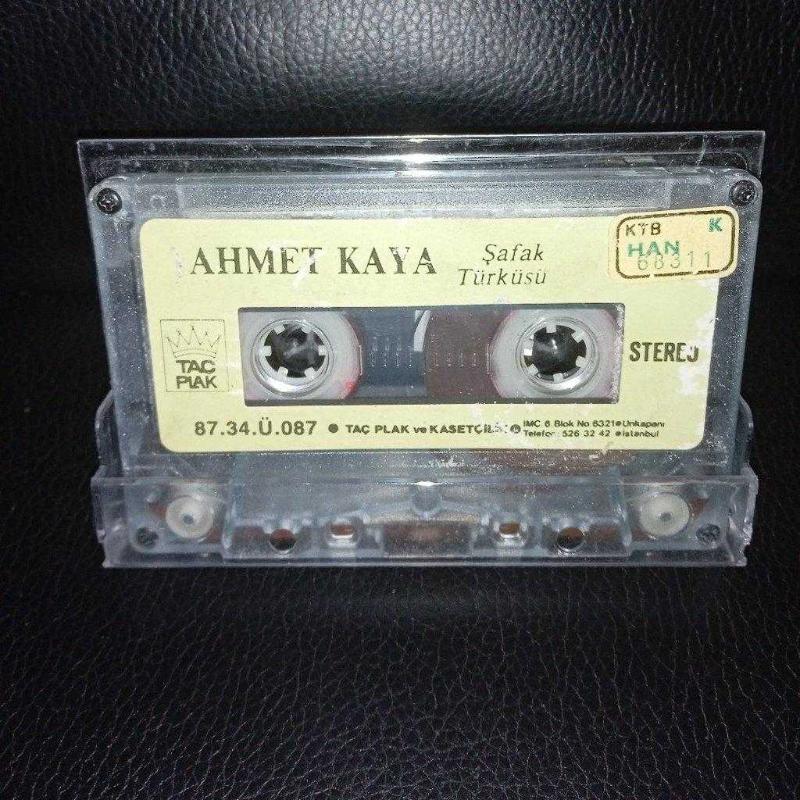 AHMET KAYA
Şafak
Türküsü
KTB K
HAN
68311
TAÇ
PLAK
STEREO
87.34.Ü.087 ● TAÇ PLAK ve KASETÇİLİK
İMC 6 Blok No 6321 ● Unkapanı
Telefon: 526 32 42 ● İstanbul